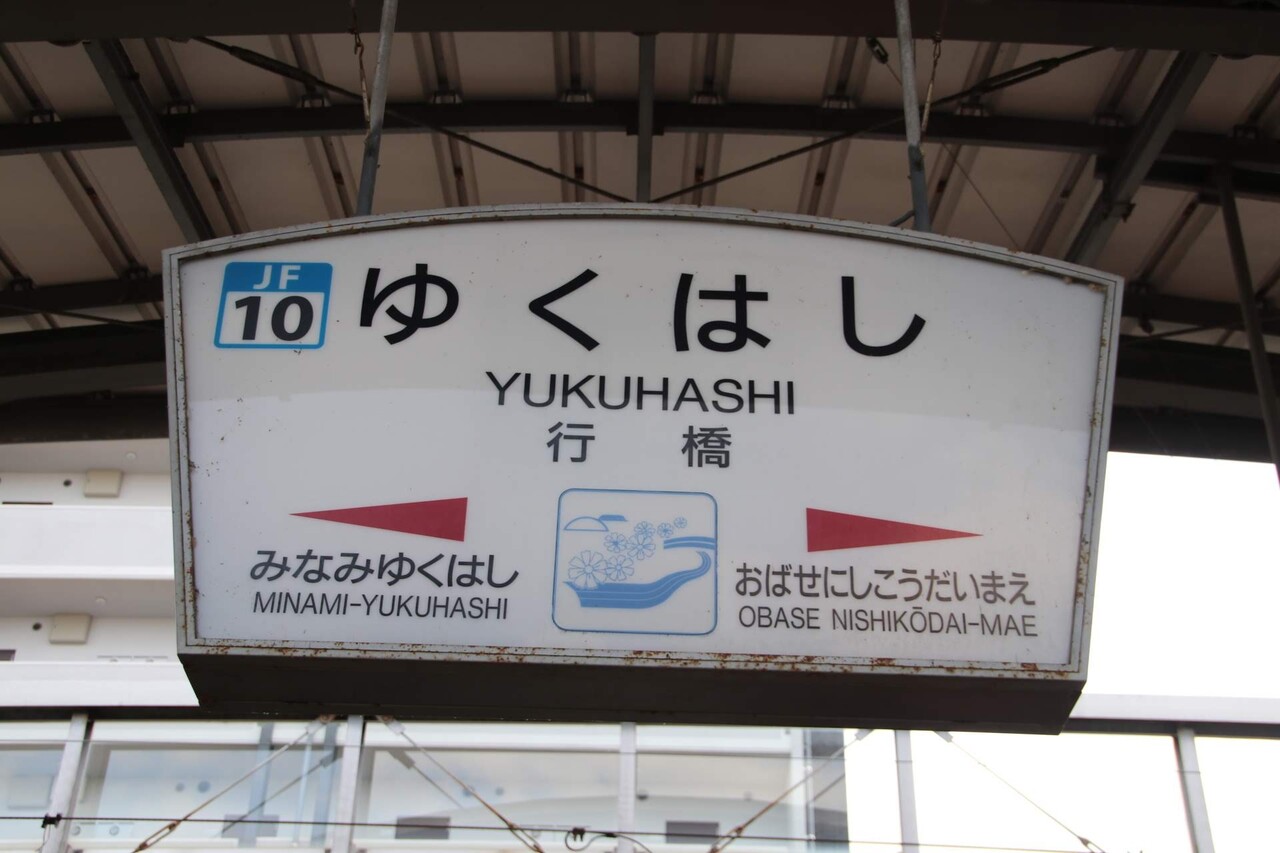 JF
10
ゆくはし
YUKUHASHI
行橋
みなみゆくはし
MINAMI-YUKUHASHI
おばせにしこうだいまえ
OBASE NISHIKŌDAI-MAE